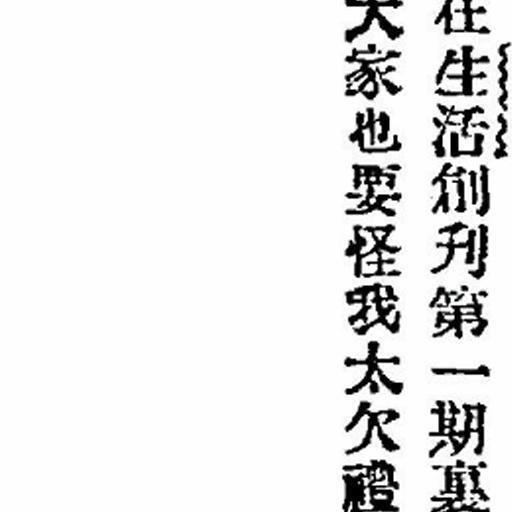 在生活創刊第一期裏
大家也要怪我太欠禮